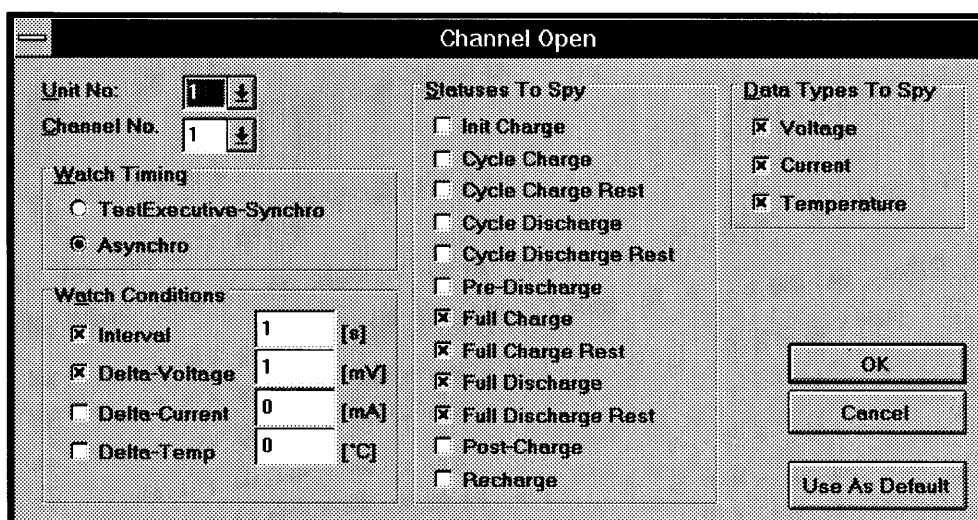 Channel Open
Unit No: 1
Channel No. 1
Watch Timing
TestExecutive-Synchro
Asynchro
Watch Conditions
Interval 1 [s]
Delta-Voltage 1 [mV]
Delta-Current 0 [mA]
Delta-Temp 0 [°C]
Statuses To Spy
Init Charge
Cycle Charge
Cycle Charge Rest
Cycle Discharge
Cycle Discharge Rest
Pre-Discharge
Full Charge
Full Charge Rest
Full Discharge
Full Discharge Rest
Post-Charge
Recharge
Data Types To Spy
Voltage
Current
Temperature
OK
Cancel
Use As Default